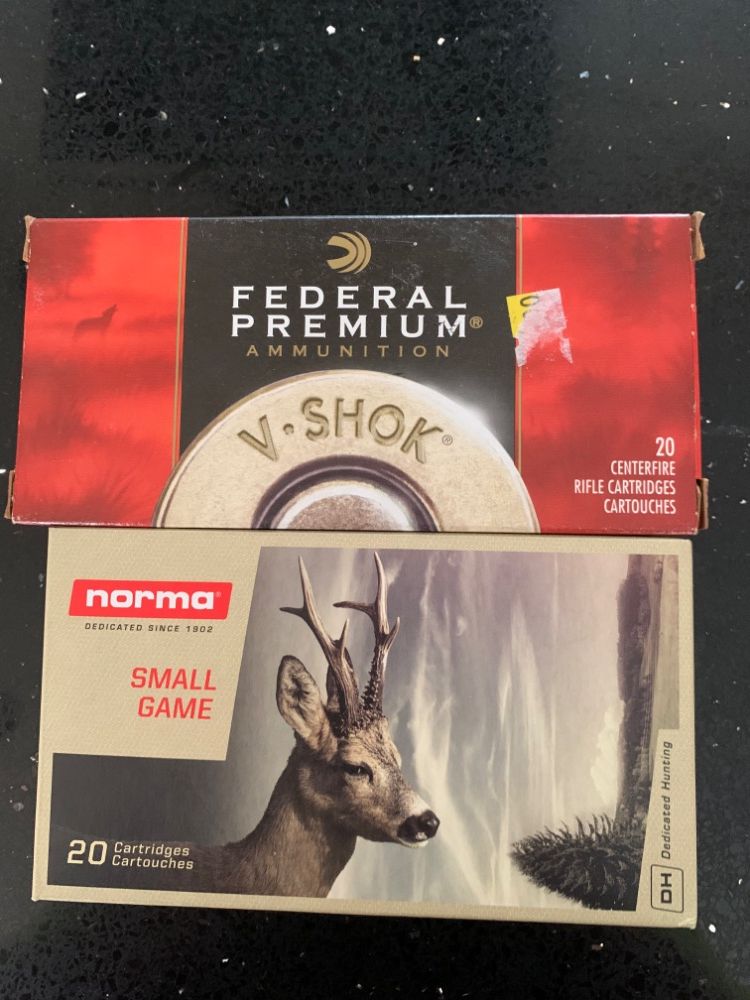 FEDERAL
PREMIUM®
AMMUNITION
V·SHOK®
20
CENTERFIRE
RIFLE CARTRIDGES
CARTOUCHES
norma®
DEDICATED SINCE 1902
SMALL
GAME
20 Cartridges
Cartouches
DH Dedicated Hunting